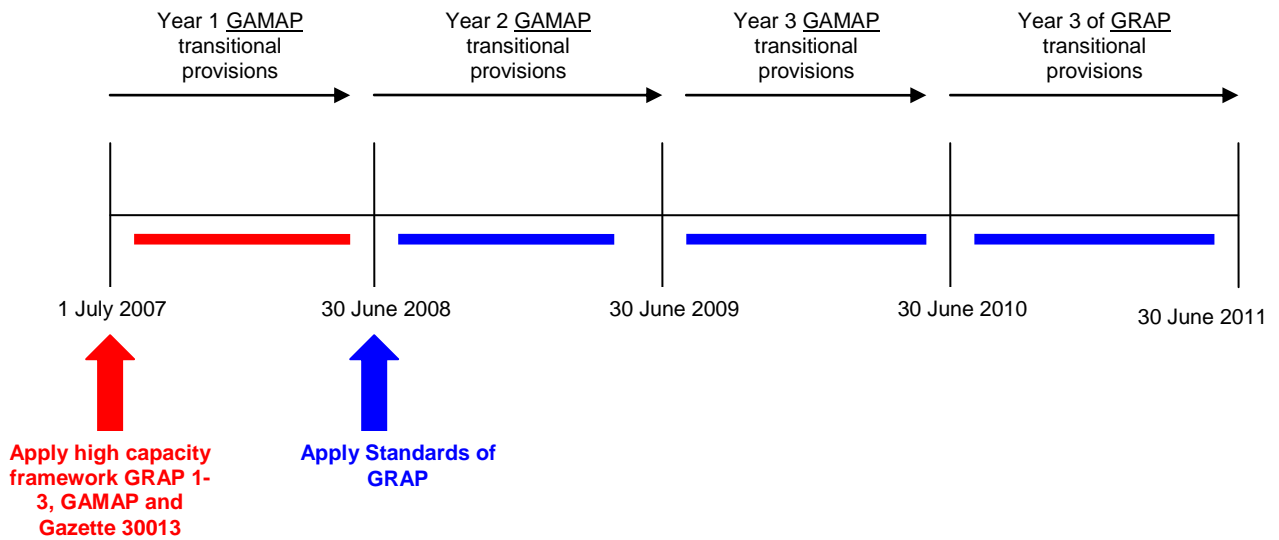 Year 1 GAMAP
transitional
provisions
Year 2 GAMAP
transitional
provisions
Year 3 GAMAP
transitional
provisions
Year 3 of GRAP
transitional
provisions
1 July 2007
30 June 2008
30 June 2009
30 June 2010
30 June 2011
Apply high capacity
framework GRAP 1-
3, GAMAP and
Gazette 30013
Apply Standards of
GRAP